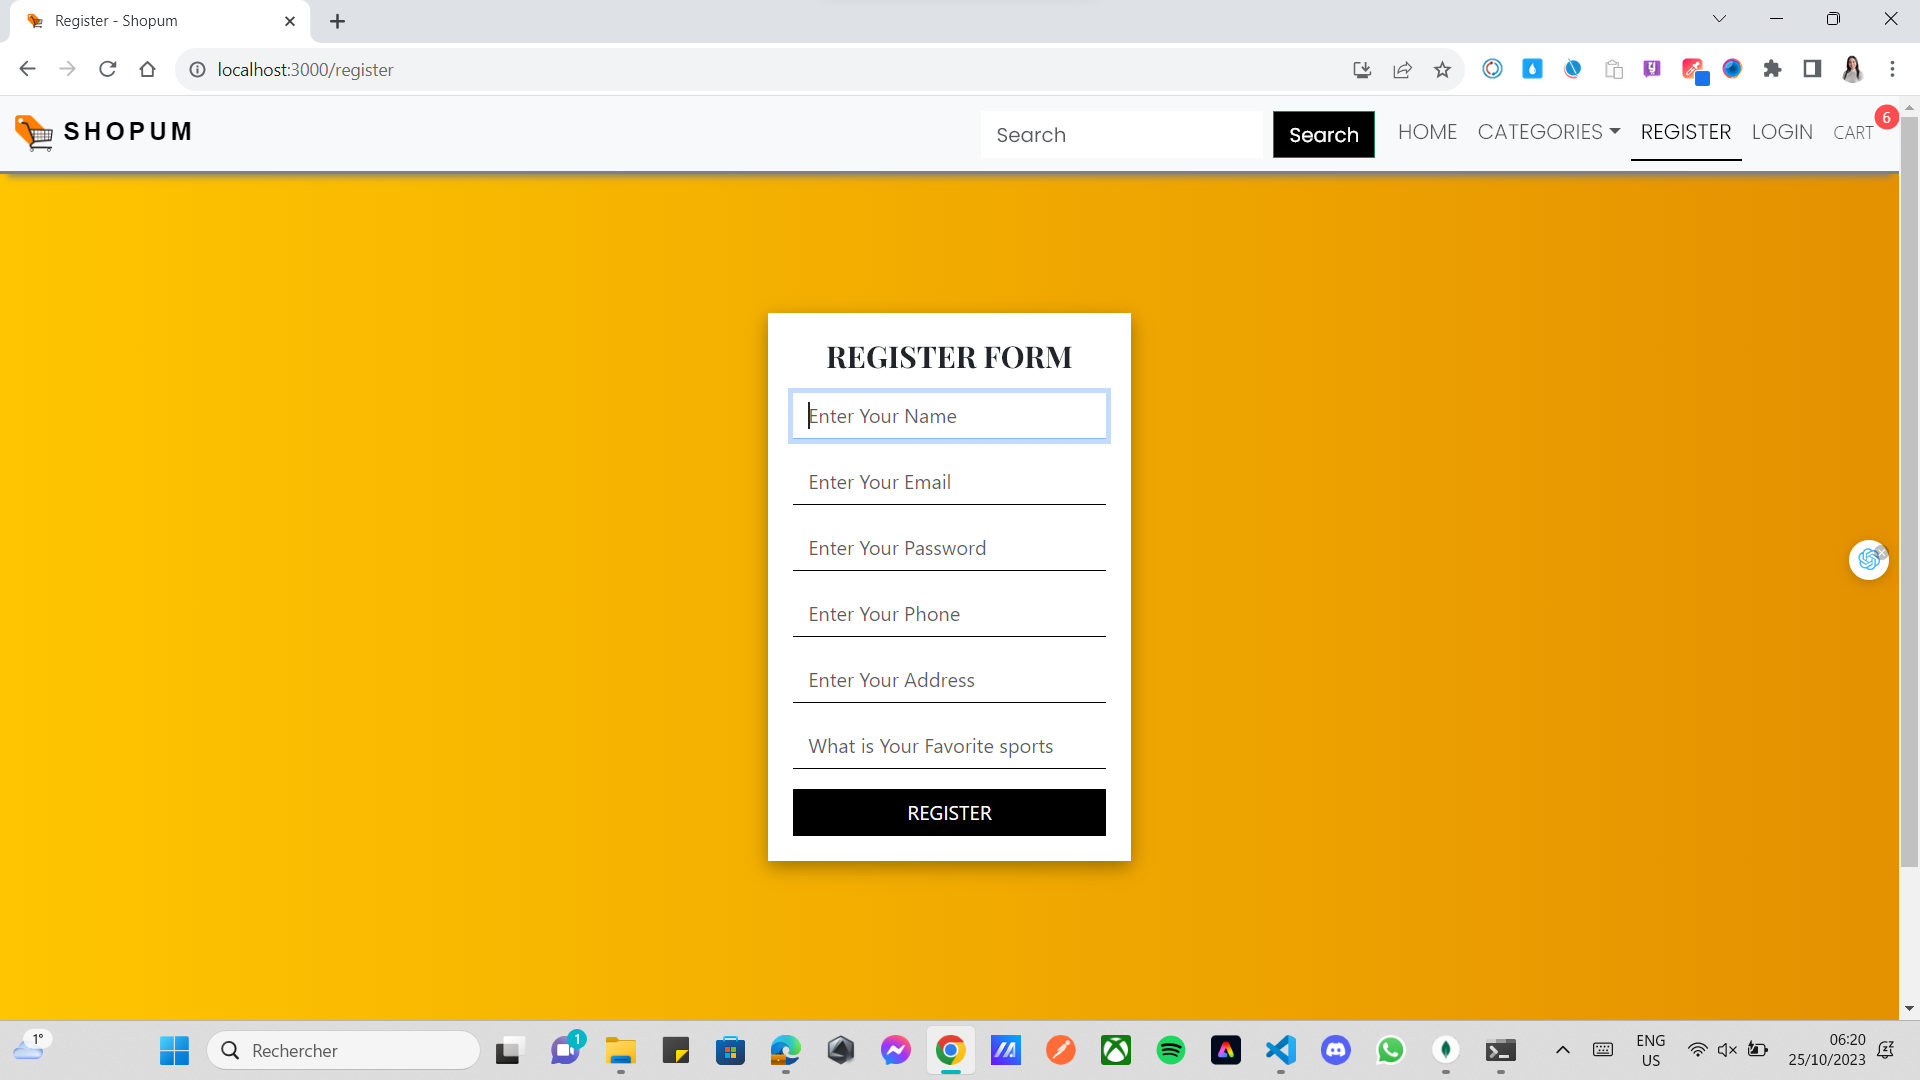 Register - Shopum
localhost:3000/register
SHOPUM
Search
Search
HOME
CATEGORIES
REGISTER
LOGIN
CART
6
REGISTER FORM
Enter Your Name
Enter Your Email
Enter Your Password
Enter Your Phone
Enter Your Address
What is Your Favorite sports
REGISTER
1°
Rechercher
1
ENG
US
06:20
25/10/2023